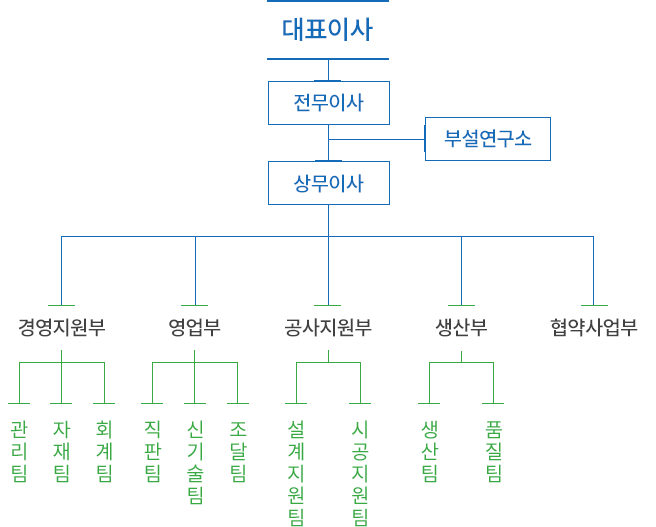 대표이사
전무이사
부설연구소
상무이사
경영지원부
영업부
공사지원부
생산부
협약사업부
관리팀
자재팀
회계팀
직판팀
신기술팀
조달팀
설계지원팀
시공지원팀
생산팀
품질팀